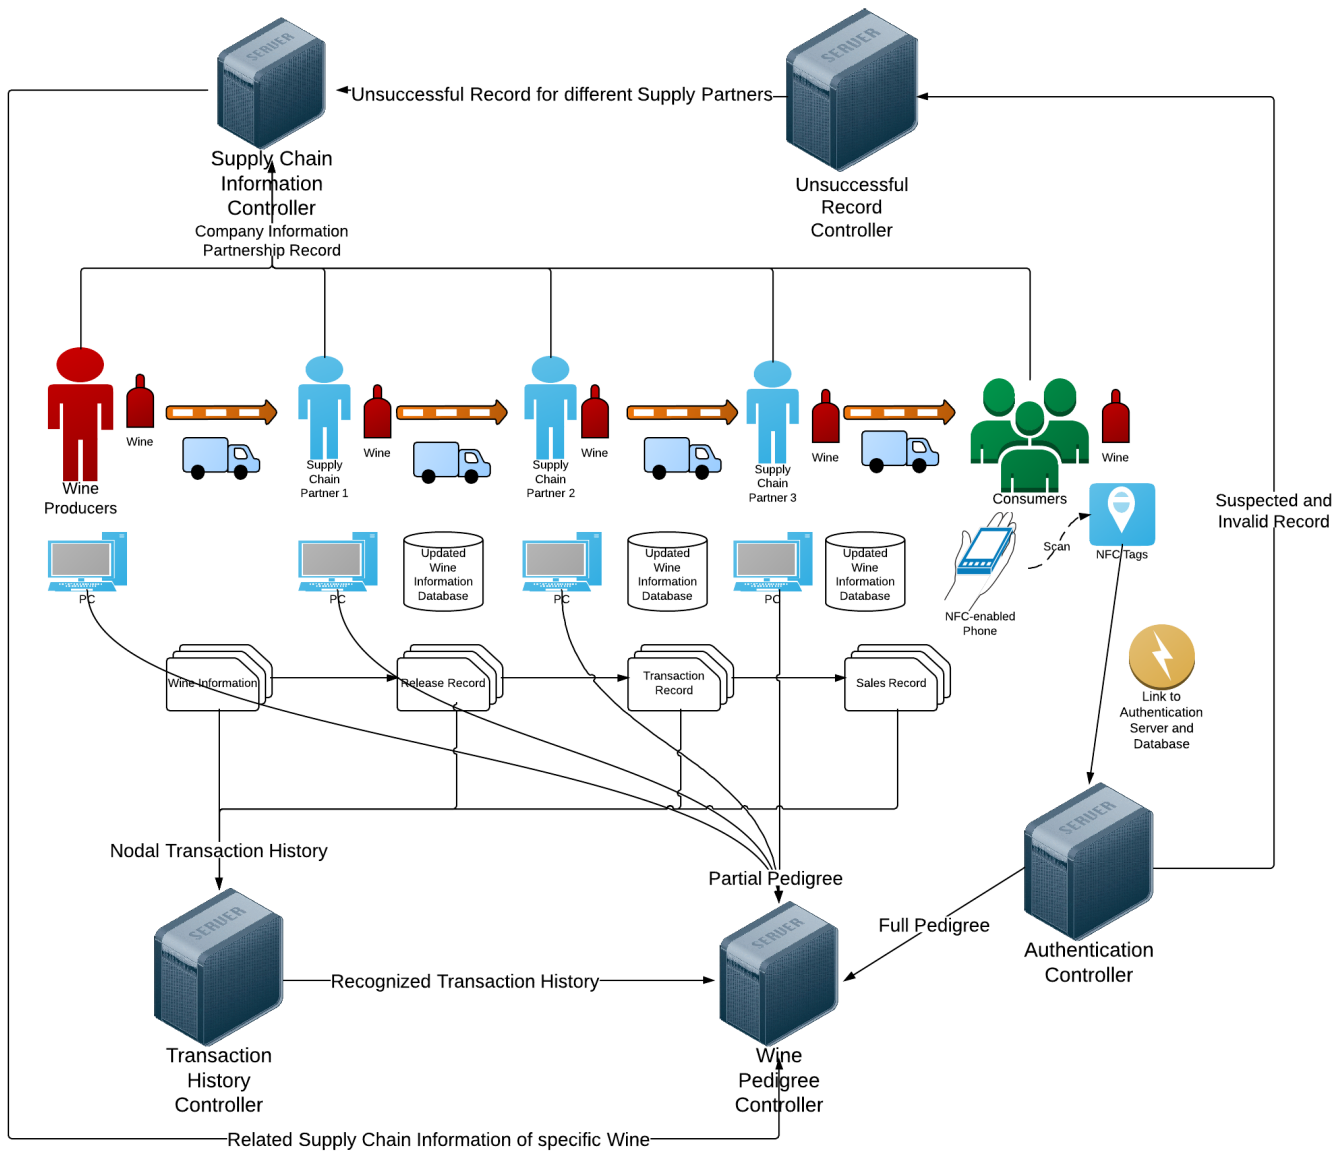 SERVER
SERVER
Unsuccessful Record for different Supply Partners
Supply Chain
Information
Controller
Company Information
Partnership Record
Unsuccessful
Record
Controller
Wine
Producers
Wine
Supply
Chain
Partner 1
Wine
Supply
Chain
Partner 2
Wine
Supply
Chain
Partner 3
Wine
Consumers
Wine
Suspected and
Invalid Record
PC
PC
Updated
Wine
Information
Database
PC
Updated
Wine
Information
Database
PC
Updated
Wine
Information
Database
NFC-enabled
Phone
Scan
NFC Tags
Wine Information
Release Record
Transaction
Record
Sales Record
Link to
Authentication
Server and
Database
Nodal Transaction History
Partial Pedigree
Full Pedigree
SERVER
Authentication
Controller
SERVER
Recognized Transaction History
SERVER
Transaction
History
Controller
Wine
Pedigree
Controller
Related Supply Chain Information of specific Wine